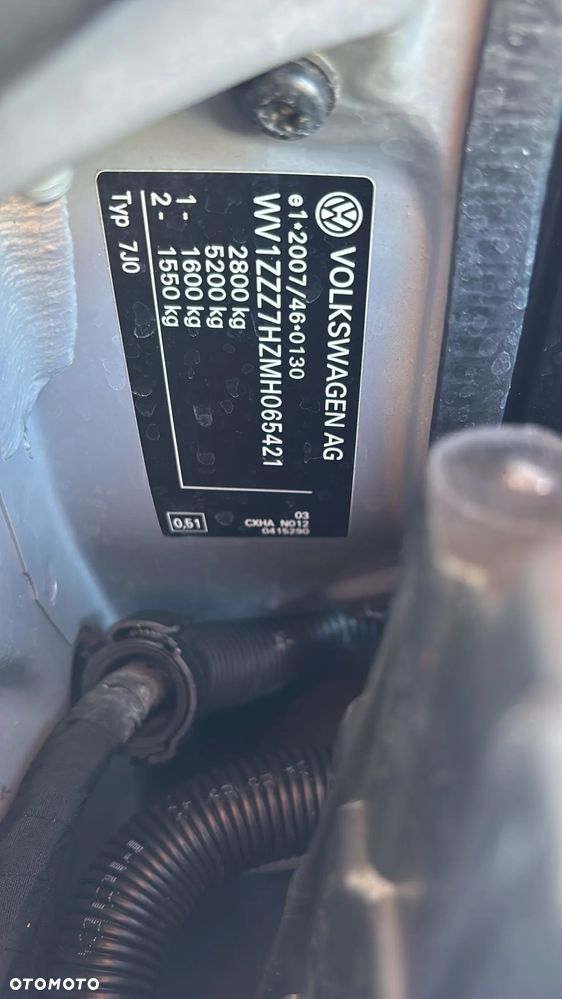 VOLKSWAGEN AG
e1*2007/46*0130
WV1ZZZ7HZMH065421
2800 kg
5200 kg
1- 1600 kg
2- 1550 kg
Typ 7J0
03
CXHA N012
0415290
0,51
OTOMOTO